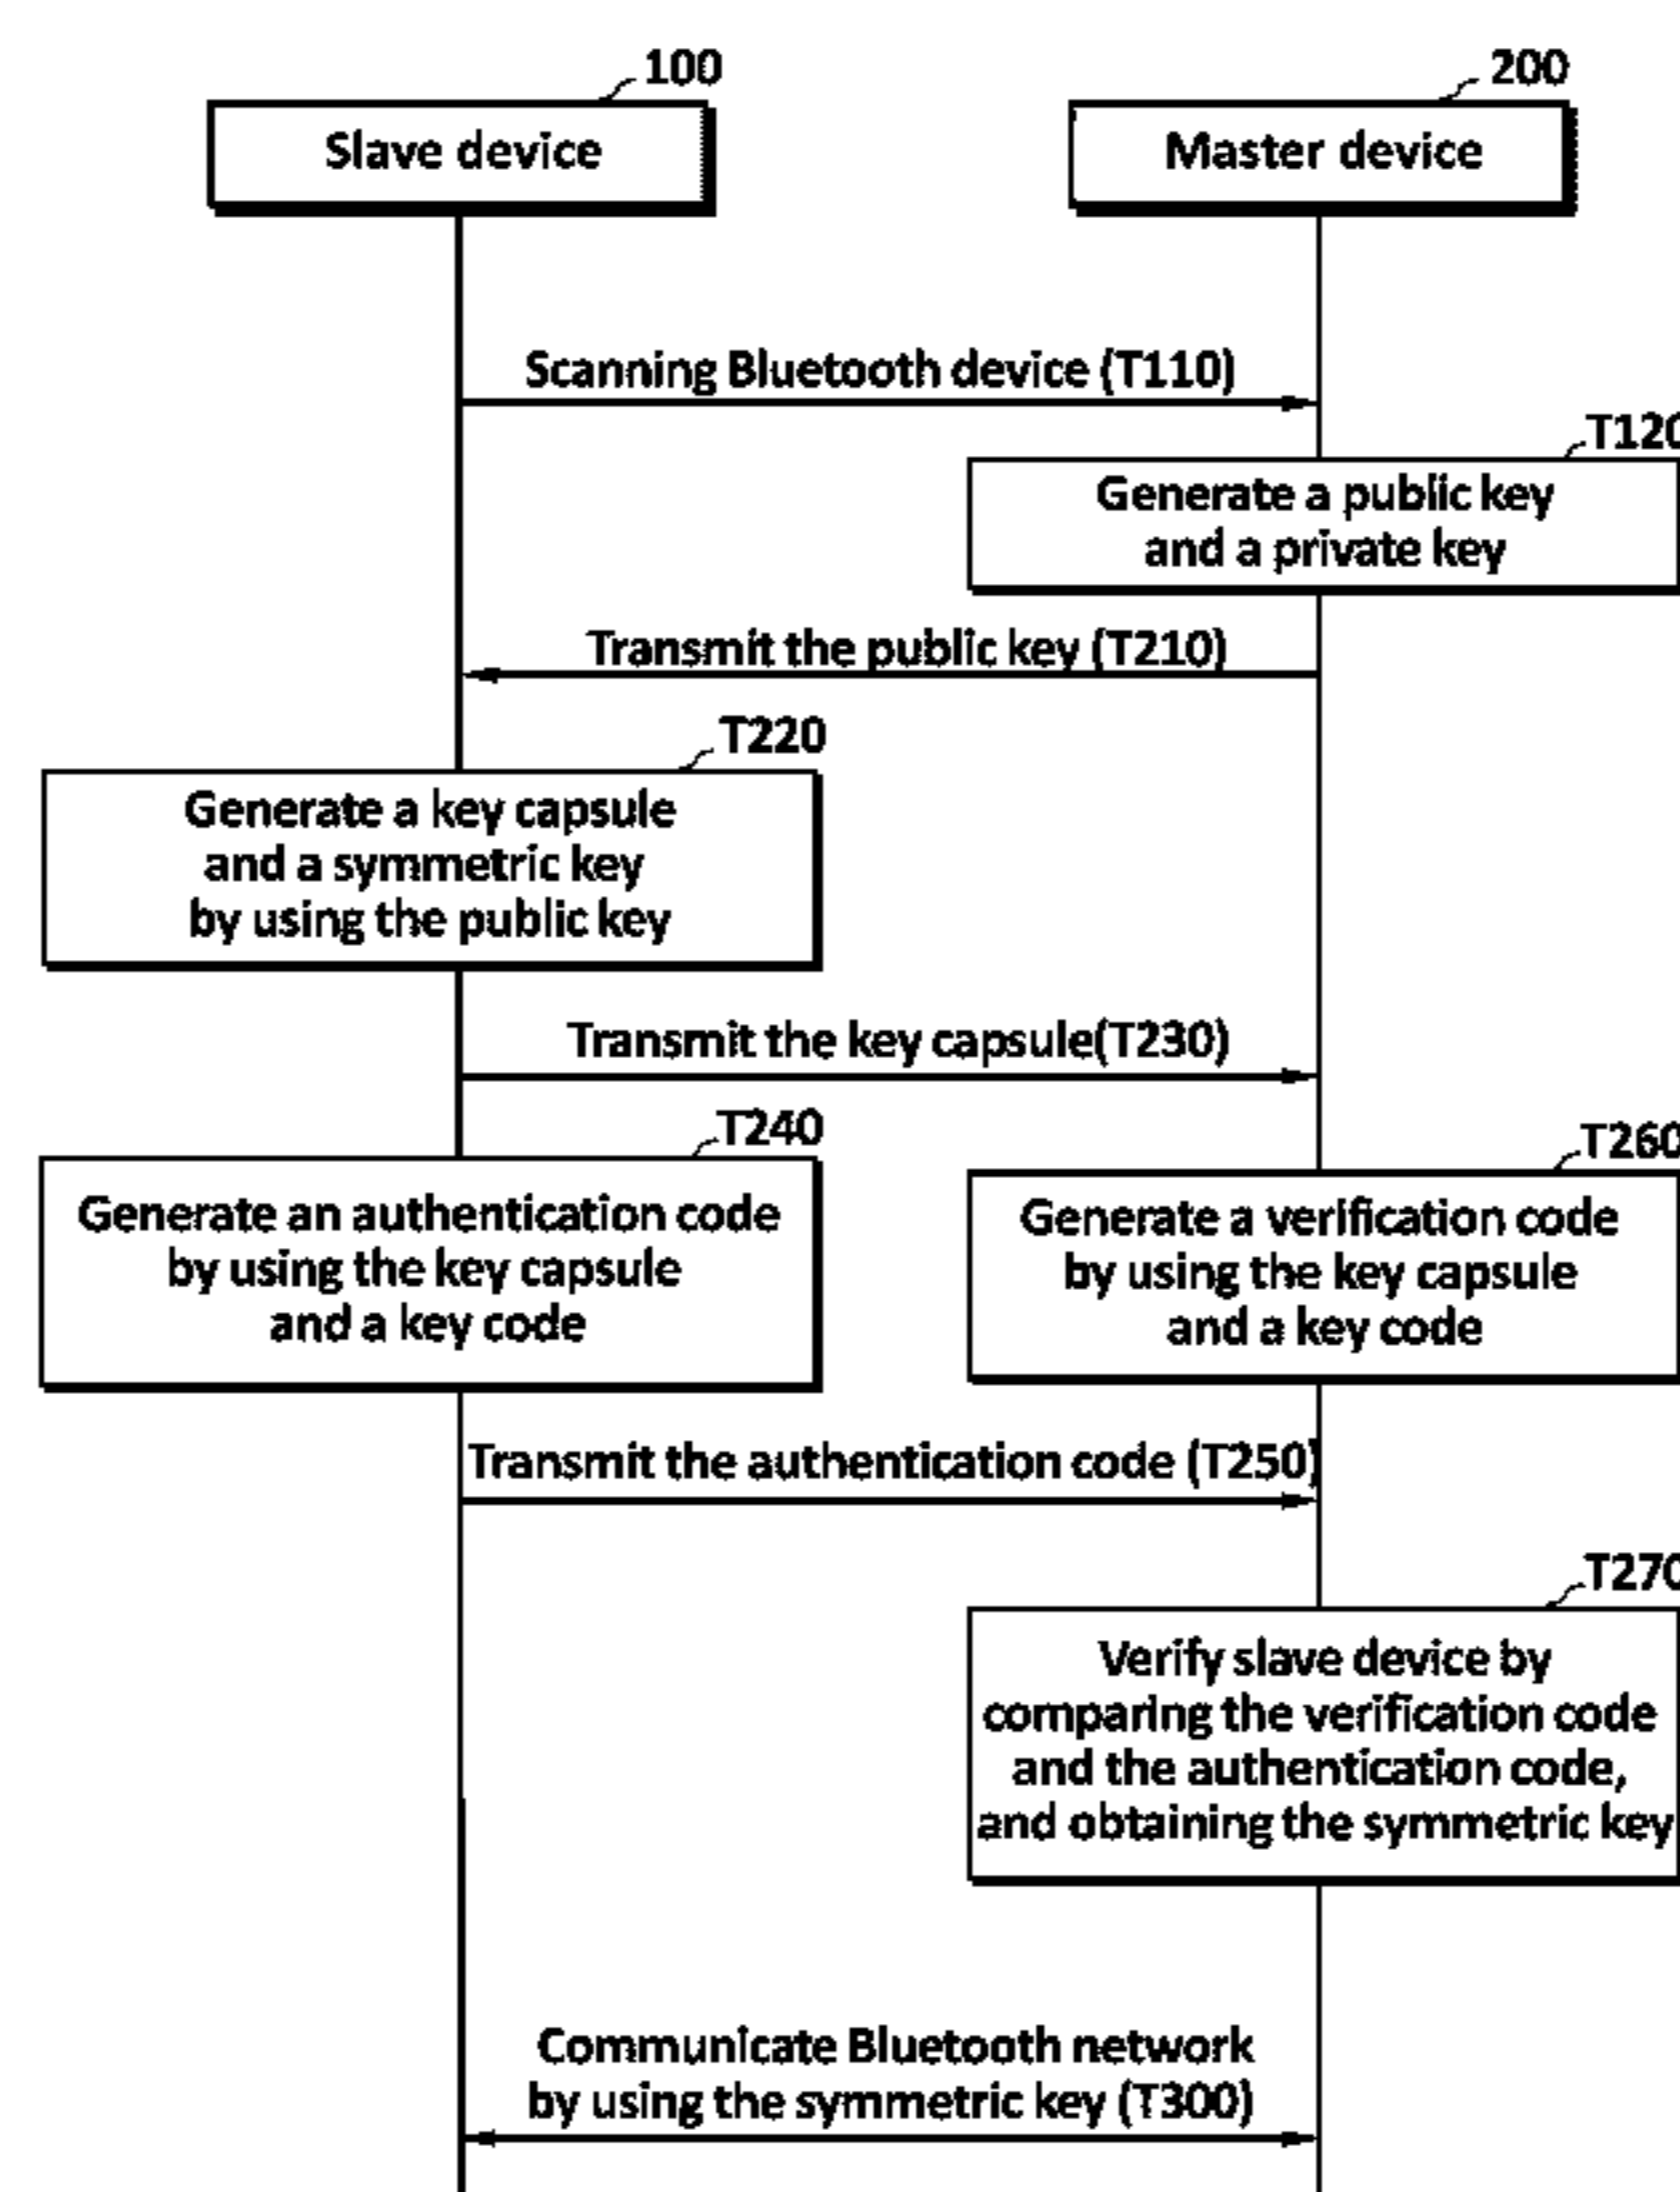 100
200
Slave device
Master device
Scanning Bluetooth device (T110)
T120
Generate a public key
and a private key
Transmit the public key (T210)
T220
Generate a key capsule
and a symmetric key
by using the public key
Transmit the key capsule(T230)
T240
T260
Generate an authentication code
by using the key capsule
and a key code
Generate a verification code
by using the key capsule
and a key code
Transmit the authentication code (T250)
T270
Verify slave device by
comparing the verification code
and the authentication code,
and obtaining the symmetric key
Communicate Bluetooth network
by using the symmetric key (T300)